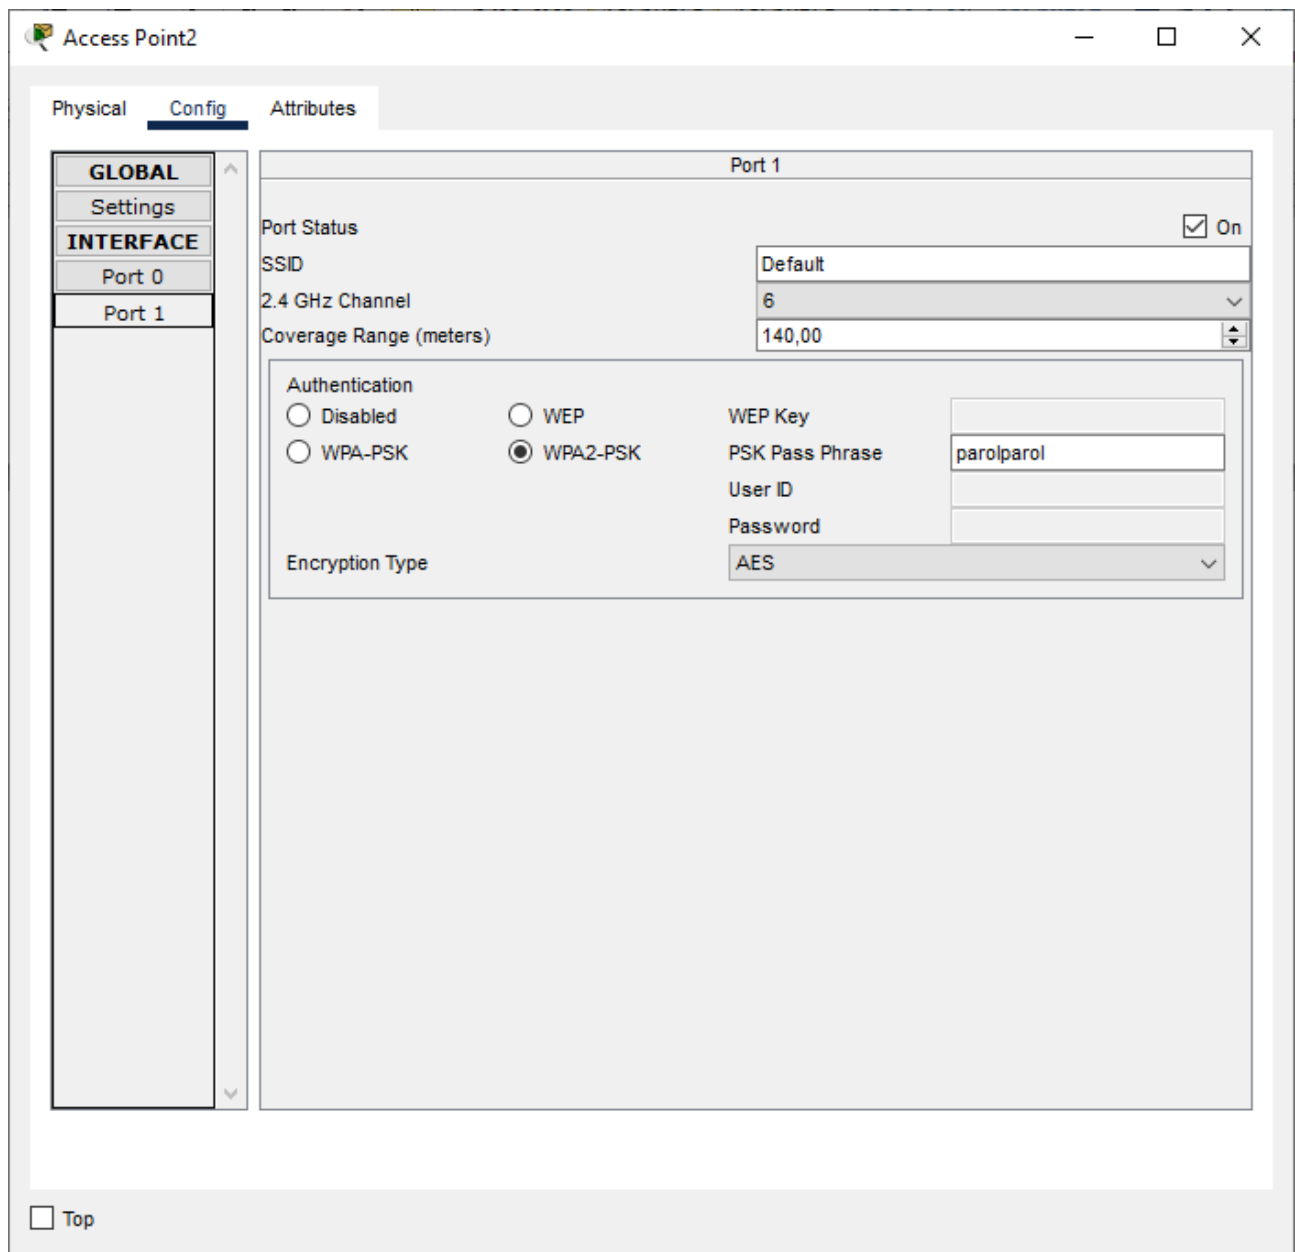 Access Point2
Physical Config Attributes
GLOBAL
Settings
INTERFACE
Port 0
Port 1
Port 1
Port Status On
SSID Default
2.4 GHz Channel 6
Coverage Range (meters) 140,00
Authentication
Disabled WEP WEP Key
WPA-PSK WPA2-PSK PSK Pass Phrase parolparol
User ID
Password
Encryption Type AES
Top